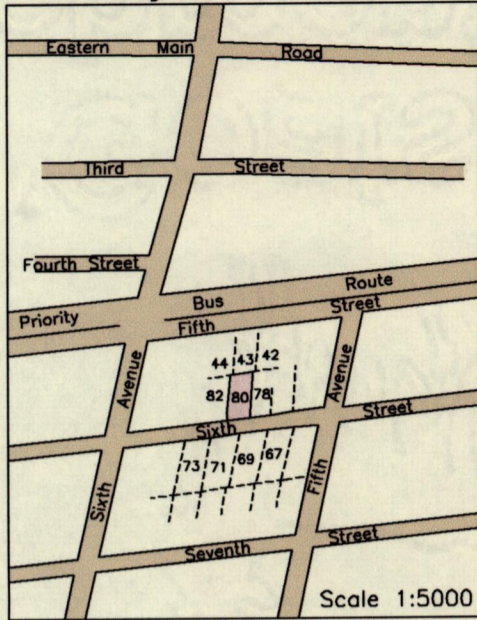 Eastern Main Road
Third Street
Fourth Street
Priority Bus Route
Fifth Street
44 43 42
82 80 78
Avenue
Avenue
Sixth Street
73 71 69 67
Sixth
Fifth
Seventh Street
Scale 1:5000